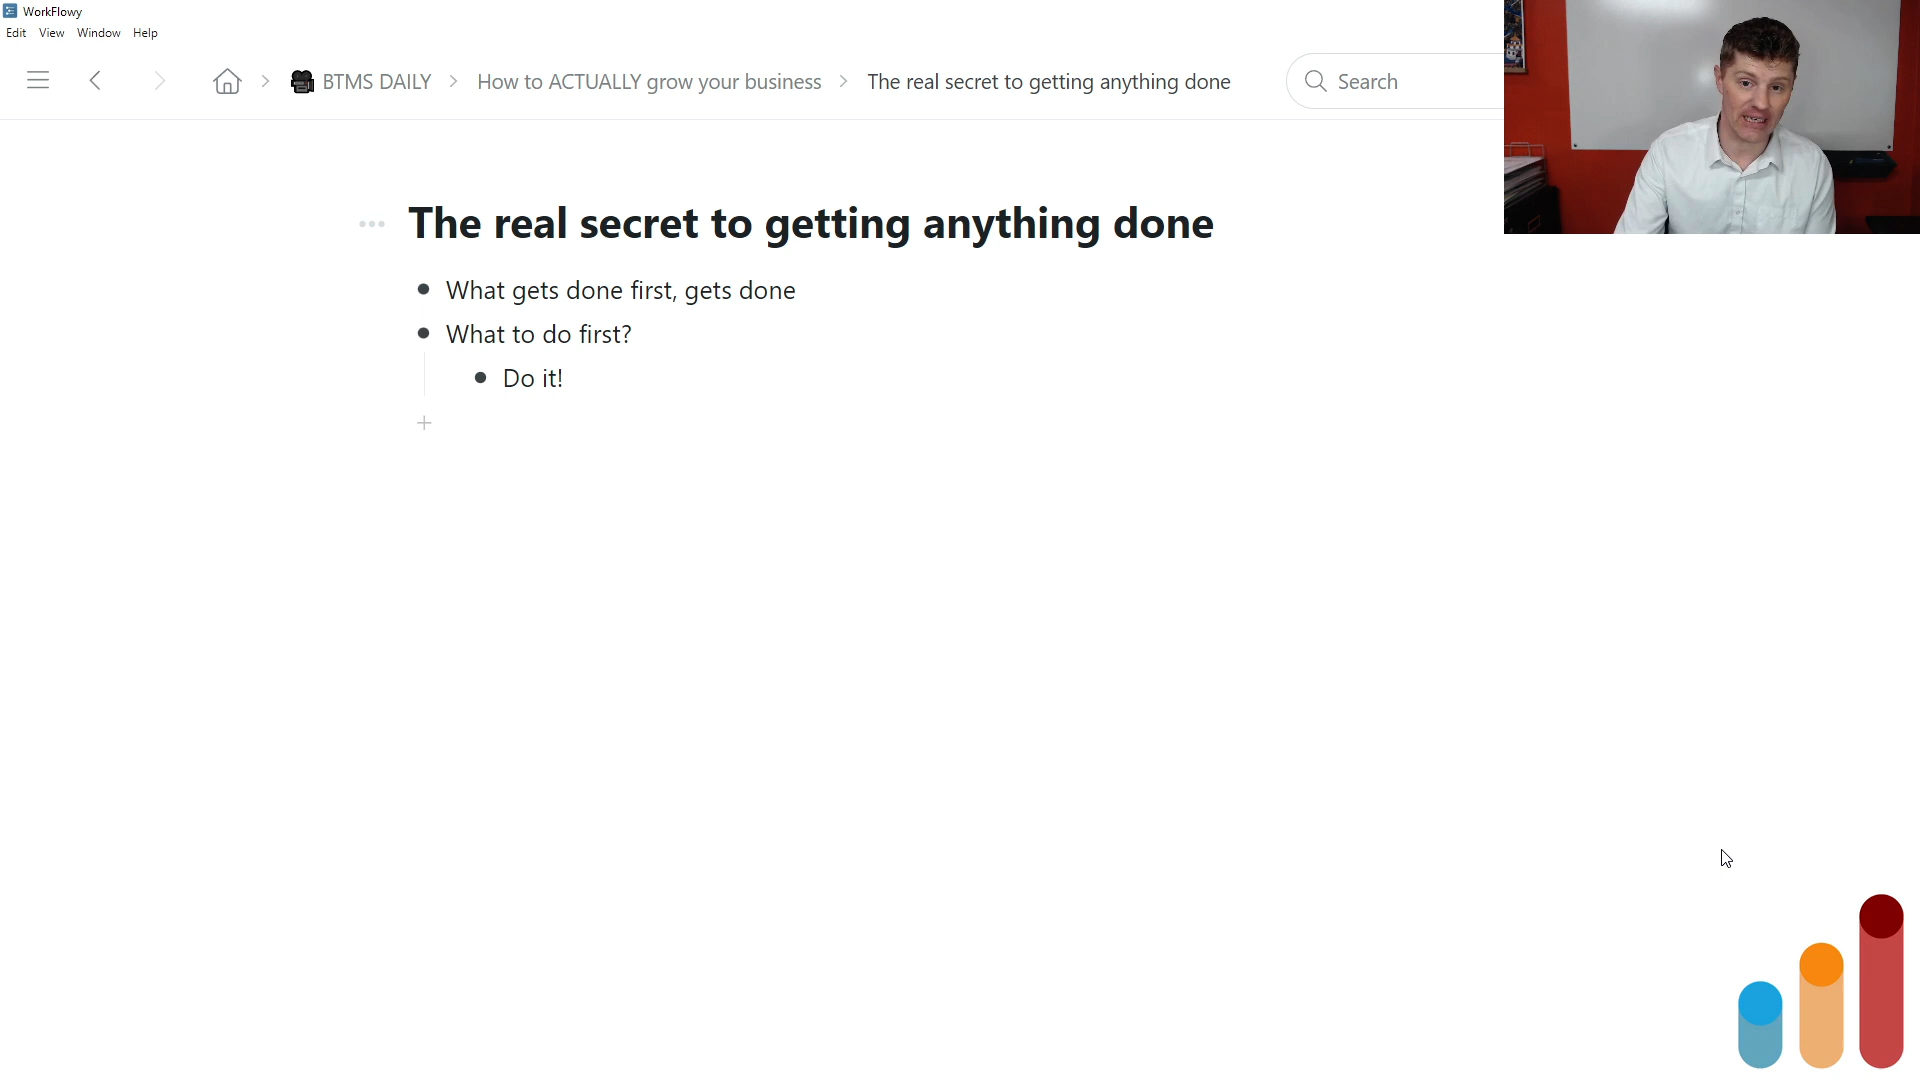 WorkFlowy
Edit View Window Help
BTMS DAILY > How to ACTUALLY grow your business > The real secret to getting anything done
Search
The real secret to getting anything done
What gets done first, gets done
What to do first?
Do it!